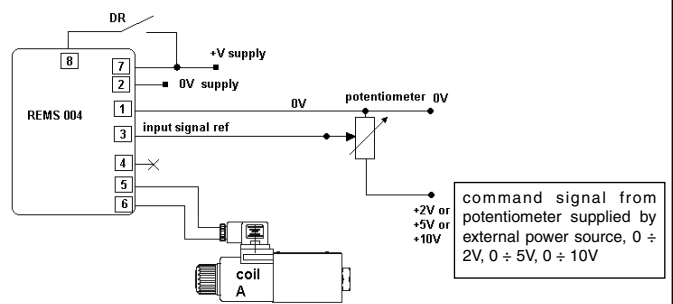 DR
8
+V supply
7
2
0V supply
1
0V
potentiometer 0V
REMS 004
3
input signal ref
4
5
6
+2V or
+5V or
+10V
command signal from
potentiometer supplied by
external power source, 0 ÷
2V, 0 ÷ 5V, 0 ÷ 10V
coil
A